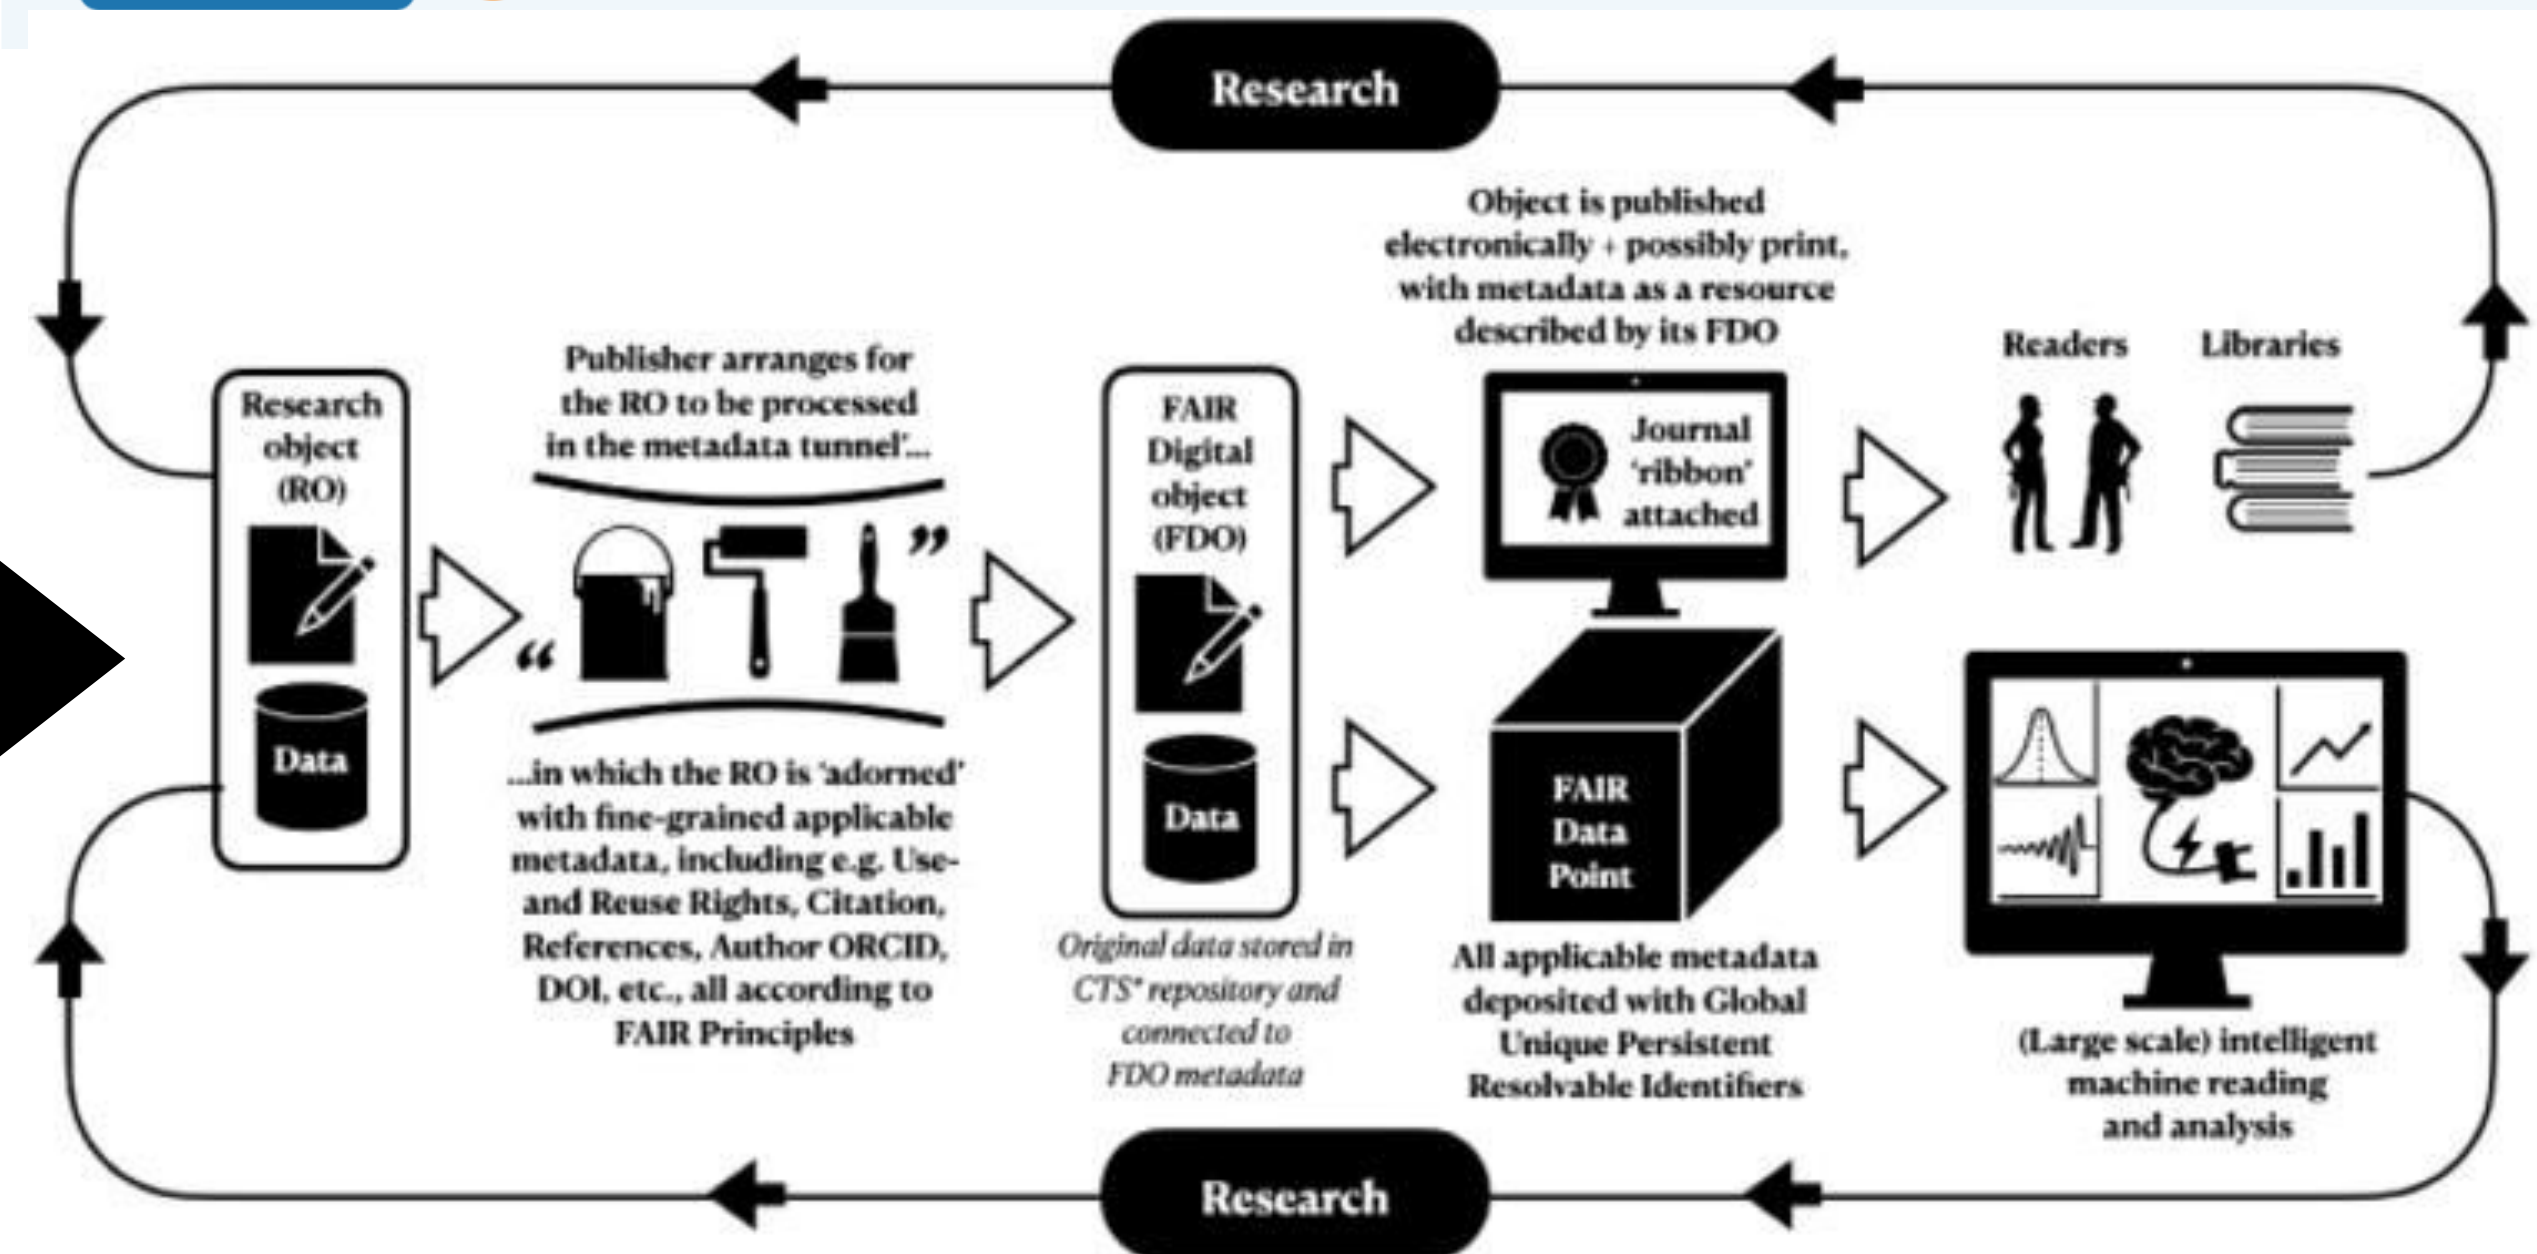 Research
Object is published
electronically + possibly print,
with metadata as a resource
described by its FDO
Readers
Libraries
Publisher arranges for
the RO to be processed
in the metadata tunnel'...
Research
object
(RO)
Data
”
“
...in which the RO is 'adorned'
with fine-grained applicable
metadata, including e.g. Use-
and Reuse Rights, Citation,
References, Author ORCID,
DOI, etc., all according to
FAIR Principles
FAIR
Digital
object
(FDO)
Data
Original data stored in
CTS* repository and
connected to
FDO metadata
Journal
'ribbon'
attached
FAIR
Data
Point
All applicable metadata
deposited with Global
Unique Persistent
Resolvable Identifiers
(Large scale) intelligent
machine reading
and analysis
Research